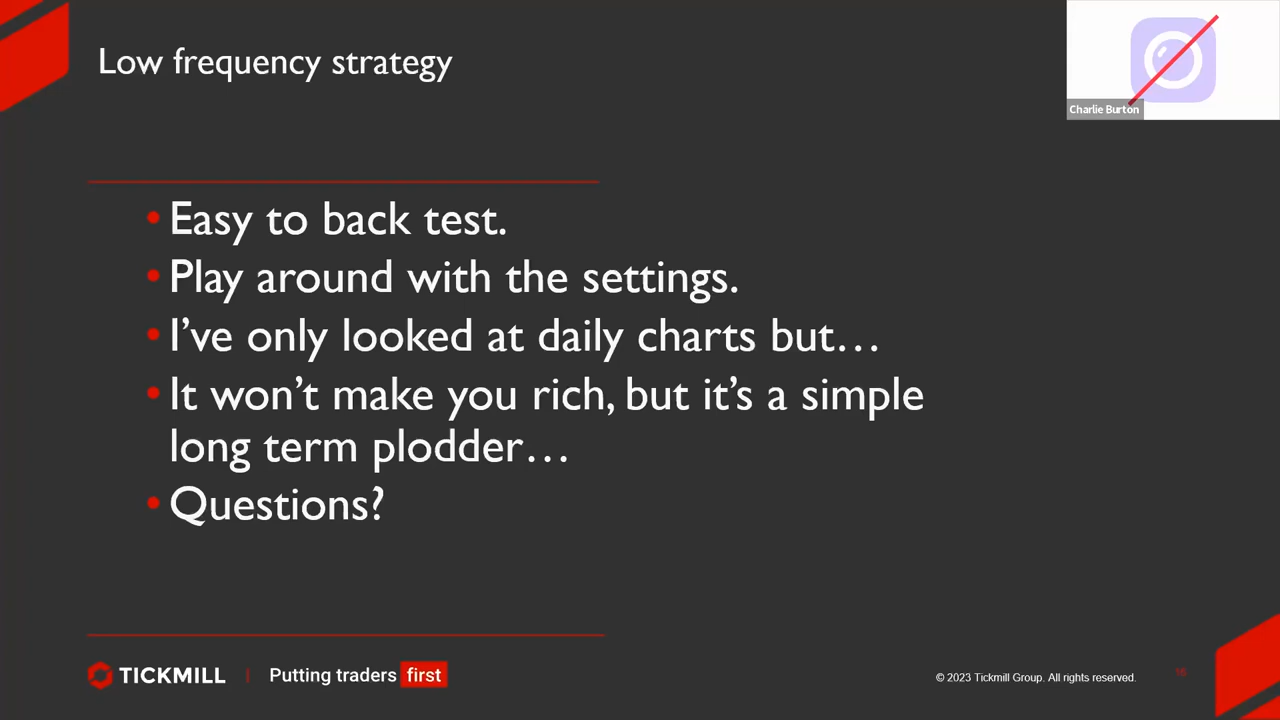 Low frequency strategy
Charlie Burton
•Easy to back test.
•Play around with the settings.
•I’ve only looked at daily charts but…
•It won’t make you rich, but it’s a simple
long term plodder…
•Questions?
TICKMILL | Putting traders first
© 2023 Tickmill Group. All rights reserved.
16